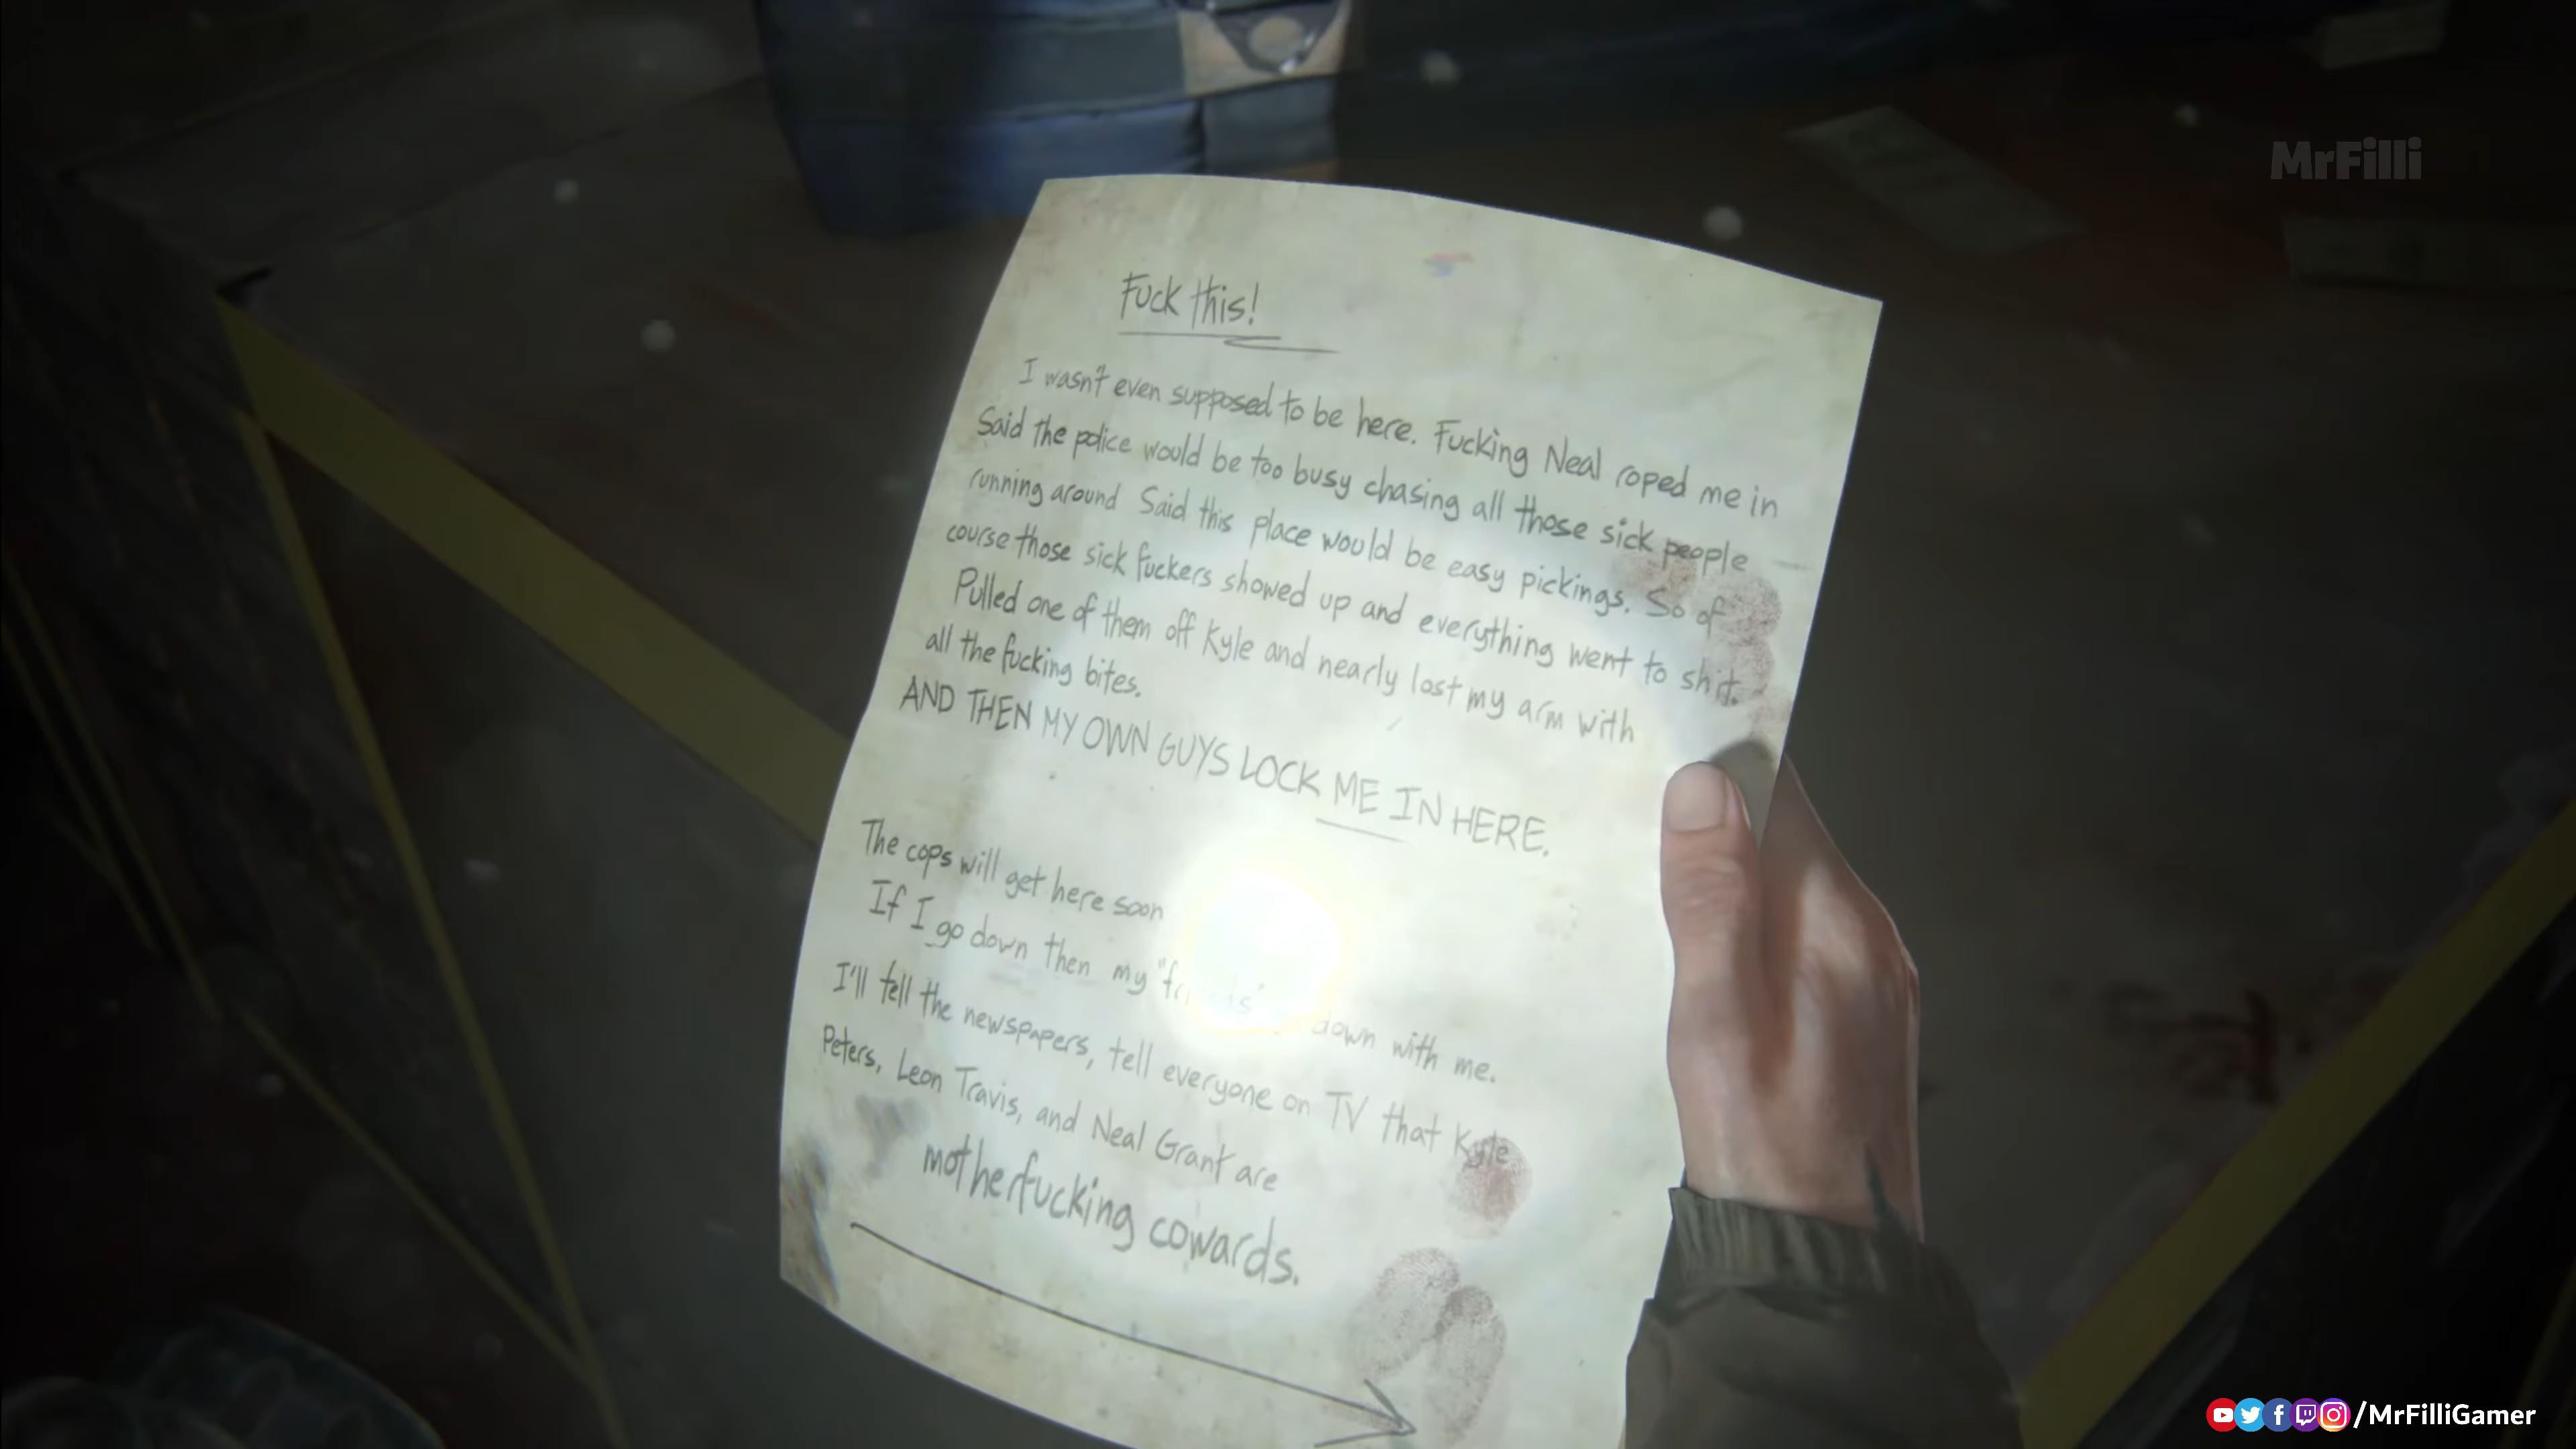 MrFilli
Fuck this!
I wasn't even supposed to be here. Fucking Neal roped me in
Said the police would be too busy chasing all those sick people
running around Said this place would be easy pickings. So of
course those sick fuckers showed up and everything went to shit.
Pulled one of them off Kyle and nearly lost my arm with
all the fucking bites.
AND THEN MY OWN GUYS LOCK ME IN HERE.
The cops will get here soon
If I go down then my down with me.
I'll tell the newspapers, tell everyone on TV that Kyle
Peters, Leon Travis, and Neal Grant are
motherfucking cowards.
/MrFilliGamer